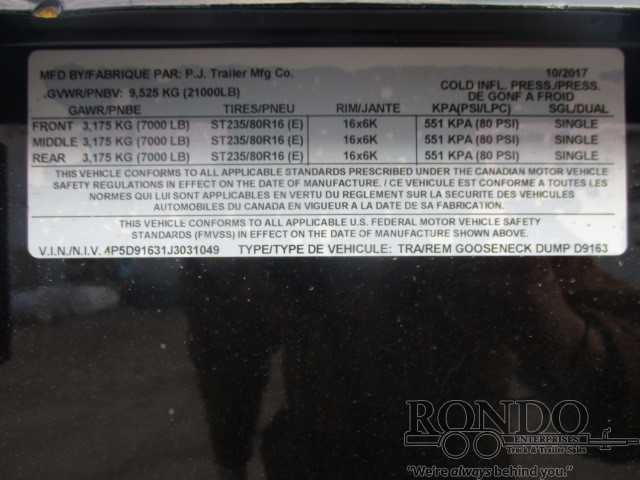 MFD BY/FABRIQUE PAR: P.J. Trailer Mfg Co. 10/2017
GVWR/PNBV: 9,525 KG (21000LB) COLD INFL. PRESS./PRESS. DE GONF A FROID
GAWR/PNBE TIRES/PNEU RIM/JANTE KPA(PSI/LPC) SGL/DUAL
FRONT 3,175 KG (7000 LB) ST235/80R16 (E) 16x6K 551 KPA (80 PSI) SINGLE
MIDDLE 3,175 KG (7000 LB) ST235/80R16 (E) 16x6K 551 KPA (80 PSI) SINGLE
REAR 3,175 KG (7000 LB) ST235/80R16 (E) 16x6K 551 KPA (80 PSI) SINGLE
THIS VEHICLE CONFORMS TO ALL APPLICABLE STANDARDS PRESCRIBED UNDER THE CANADIAN MOTOR VEHICLE
SAFETY REGULATIONS IN EFFECT ON THE DATE OF MANUFACTURE. / CE VEHICULE EST CONFORME A TOUTES LES
NORMES QUI LUI SONT APPLICABLES EN VERTU DU REGLEMENT SUR LA SECURITE DES VEHICULES
AUTOMOBILES DU CANADA EN VIGUEUR A LA DATE DE SA FABRICATION.
THIS VEHICLE CONFORMS TO ALL APPLICABLE U.S. FEDERAL MOTOR VEHICLE SAFETY
STANDARDS (FMVSS) IN EFFECT ON THE DATE OF MANUFACTURE SHOWN ABOVE.
V.I.N./N.I.V. 4P5D91631J3031049 TYPE/TYPE DE VEHICULE: TRA/REM GOOSENECK DUMP D9163
RONDO
ENTERPRISES
Truck & Trailer Sales
"We're always behind you."